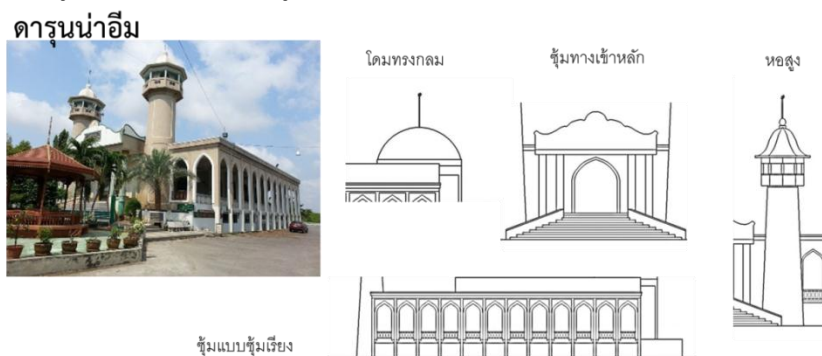 ดารุนน่าอีม
โดมทรงกลม
ซุ้มทางเข้าหลัก
หอสูง
ซุ้มแบบซุ้มเรียง